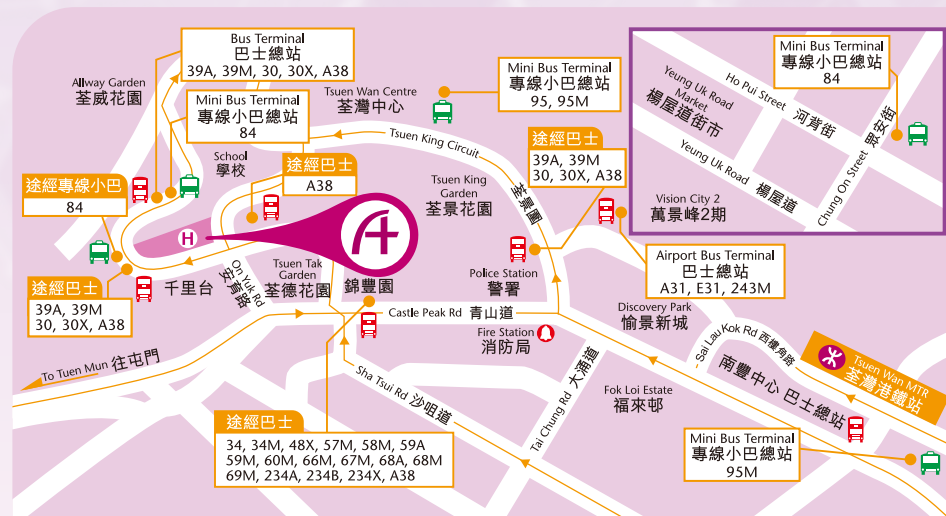 Bus Terminal
巴士總站
39A, 39M, 30, 30X, A38
Allway Garden
荃威花園
Mini Bus Terminal
專線小巴總站
84
Tsuen Wan Centre
荃灣中心
Mini Bus Terminal
專線小巴總站
95, 95M
Mini Bus Terminal
專線小巴總站
84
Yeung Uk Road
Market
楊屋道街市
Ho Pui Street 河背街
Yeung Uk Road 楊屋道
Chung On Street 眾安街
Tsuen King Circuit
荃景圍
School
學校
途經巴士
A38
途經巴士
39A, 39M
30, 30X, A38
Tsuen King
Garden
荃景花園
Vision City 2
萬景峰2期
途經專線小巴
84
H
Airport Bus Terminal
巴士總站
A31, E31, 243M
途經巴士
39A, 39M
30, 30X, A38
千里台
On Yuk Rd
安育路
Tsuen Tak
Garden
荃德花園
錦豐園
Police Station
警署
Castle Peak Rd 青山道
Fire Station
消防局
Discovery Park
愉景新城
Sai Lau Kok Rd 西樓角路
Tsuen Wan MTR
荃灣港鐵站
To Tuen Mun 往屯門
Sha Tsui Rd 沙咀道
Tai Chung Rd 大涌道
Fok Loi Estate
福來邨
南豐中心 巴士總站
途經巴士
34, 34M, 48X, 57M, 58M, 59A
59M, 60M, 66M, 67M, 68A, 68M
69M, 234A, 234B, 234X, A38
Mini Bus Terminal
專線小巴總站
95M